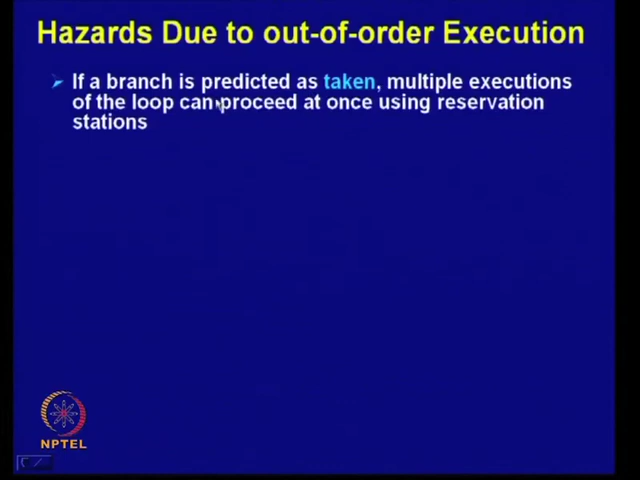 Hazards Due to out-of-order Execution
If a branch is predicted as taken, multiple executions
of the loop can proceed at once using reservation
stations
NPTEL